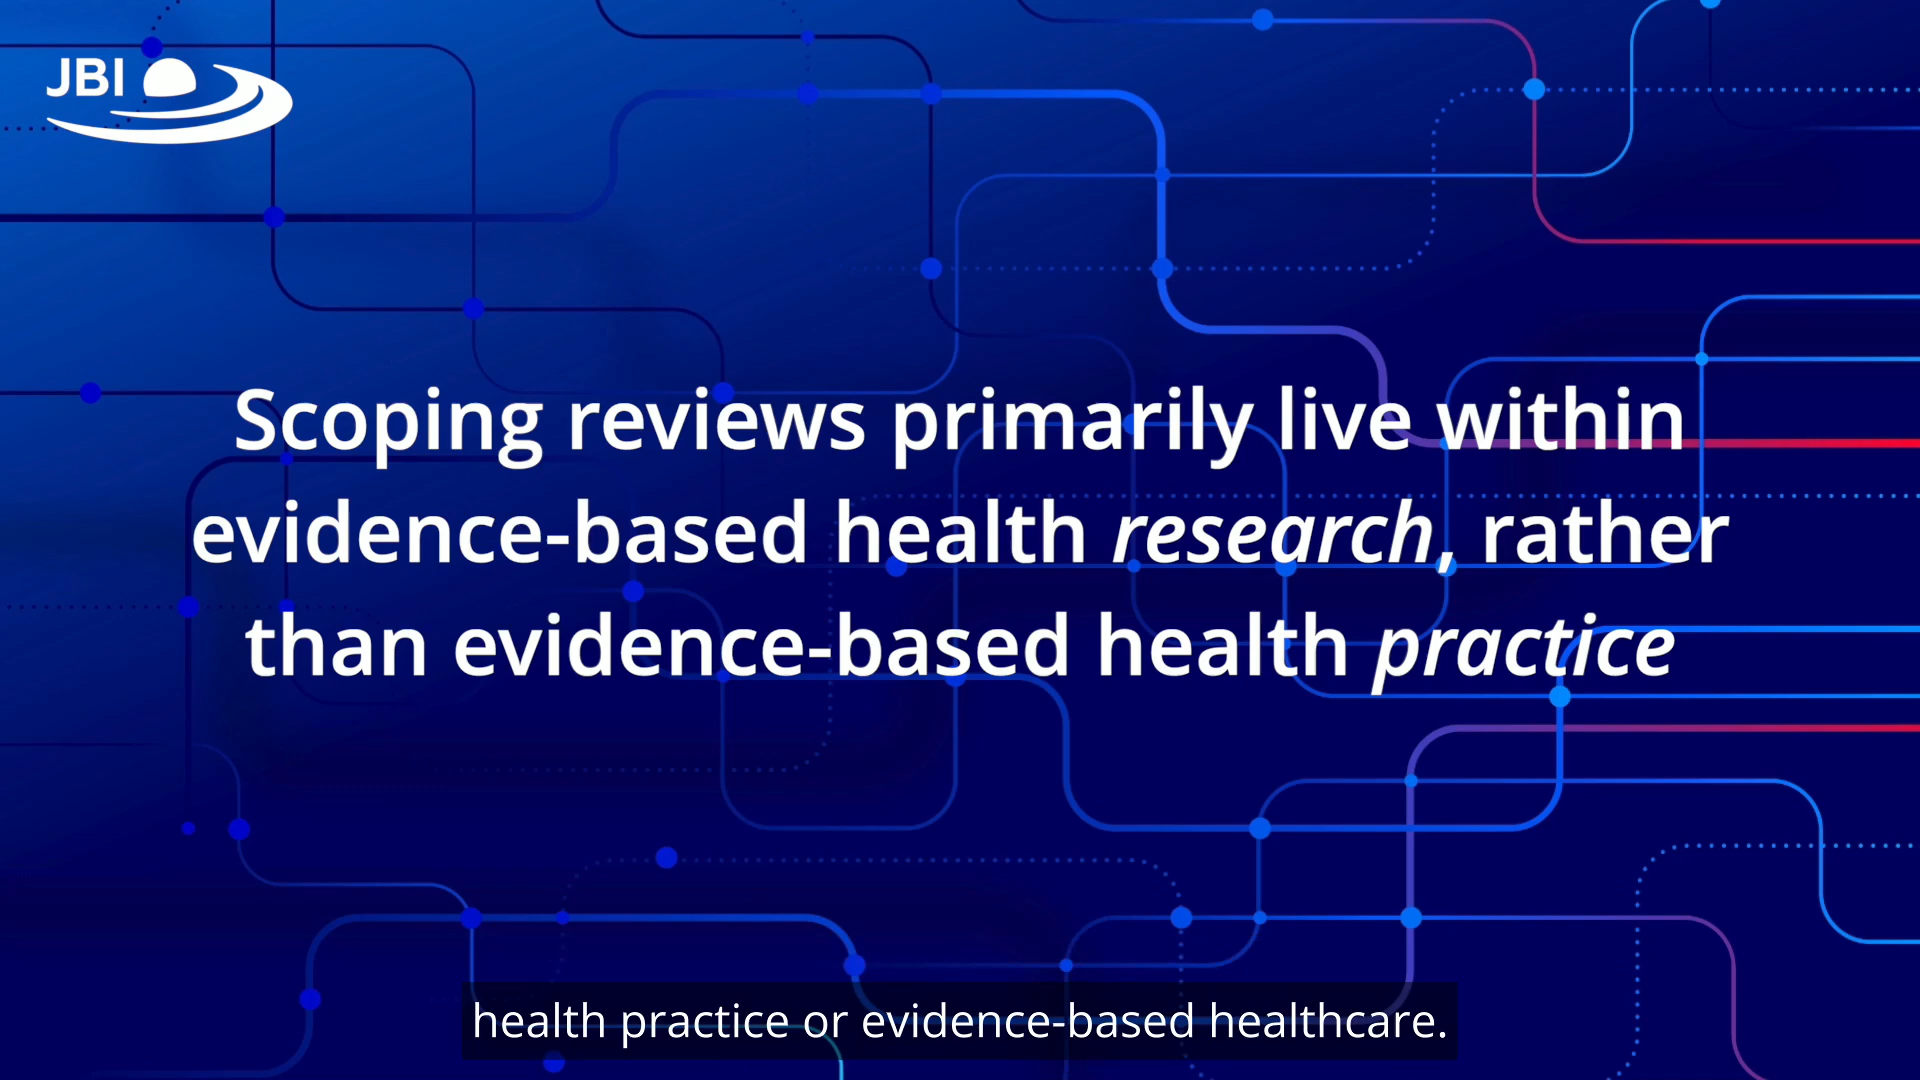 JBI
Scoping reviews primarily live within
evidence-based health research, rather
than evidence-based health practice
health practice or evidence-based healthcare.